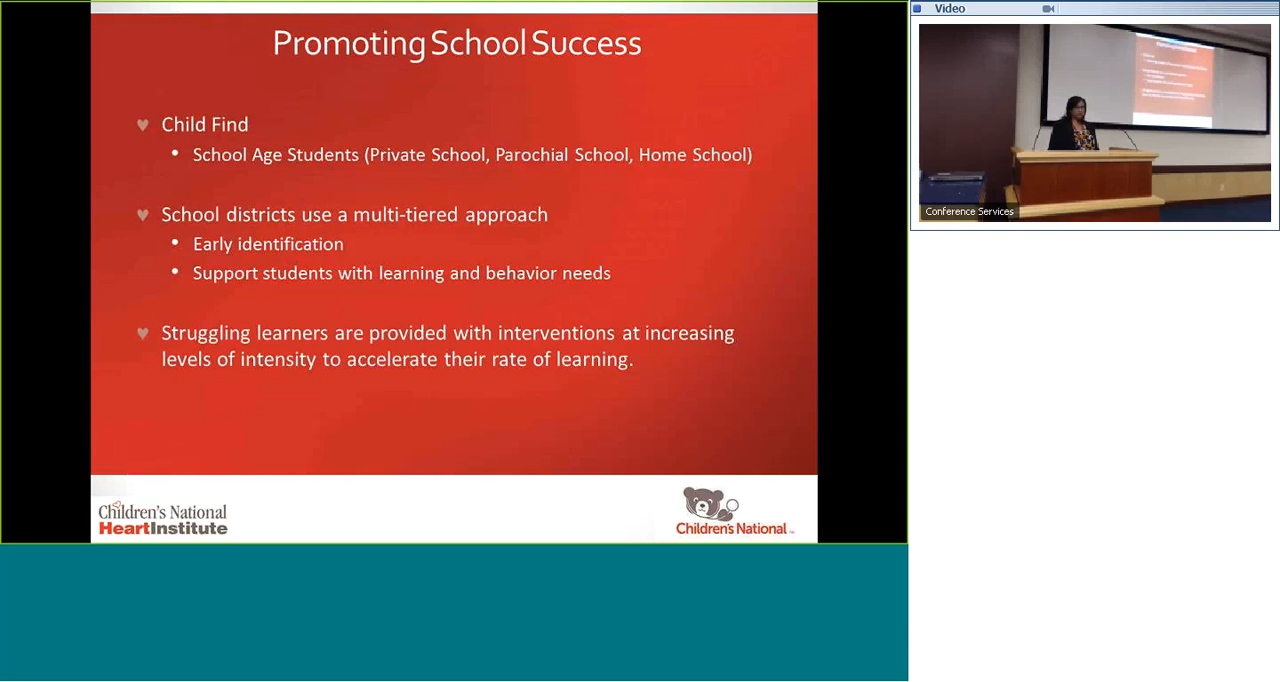 Promoting School Success
Child Find
School Age Students (Private School, Parochial School, Home School)
School districts use a multi-tiered approach
Early identification
Support students with learning and behavior needs
Struggling learners are provided with interventions at increasing
levels of intensity to accelerate their rate of learning.
Children's National
HeartInstitute
Children's National
Video
Conference Services